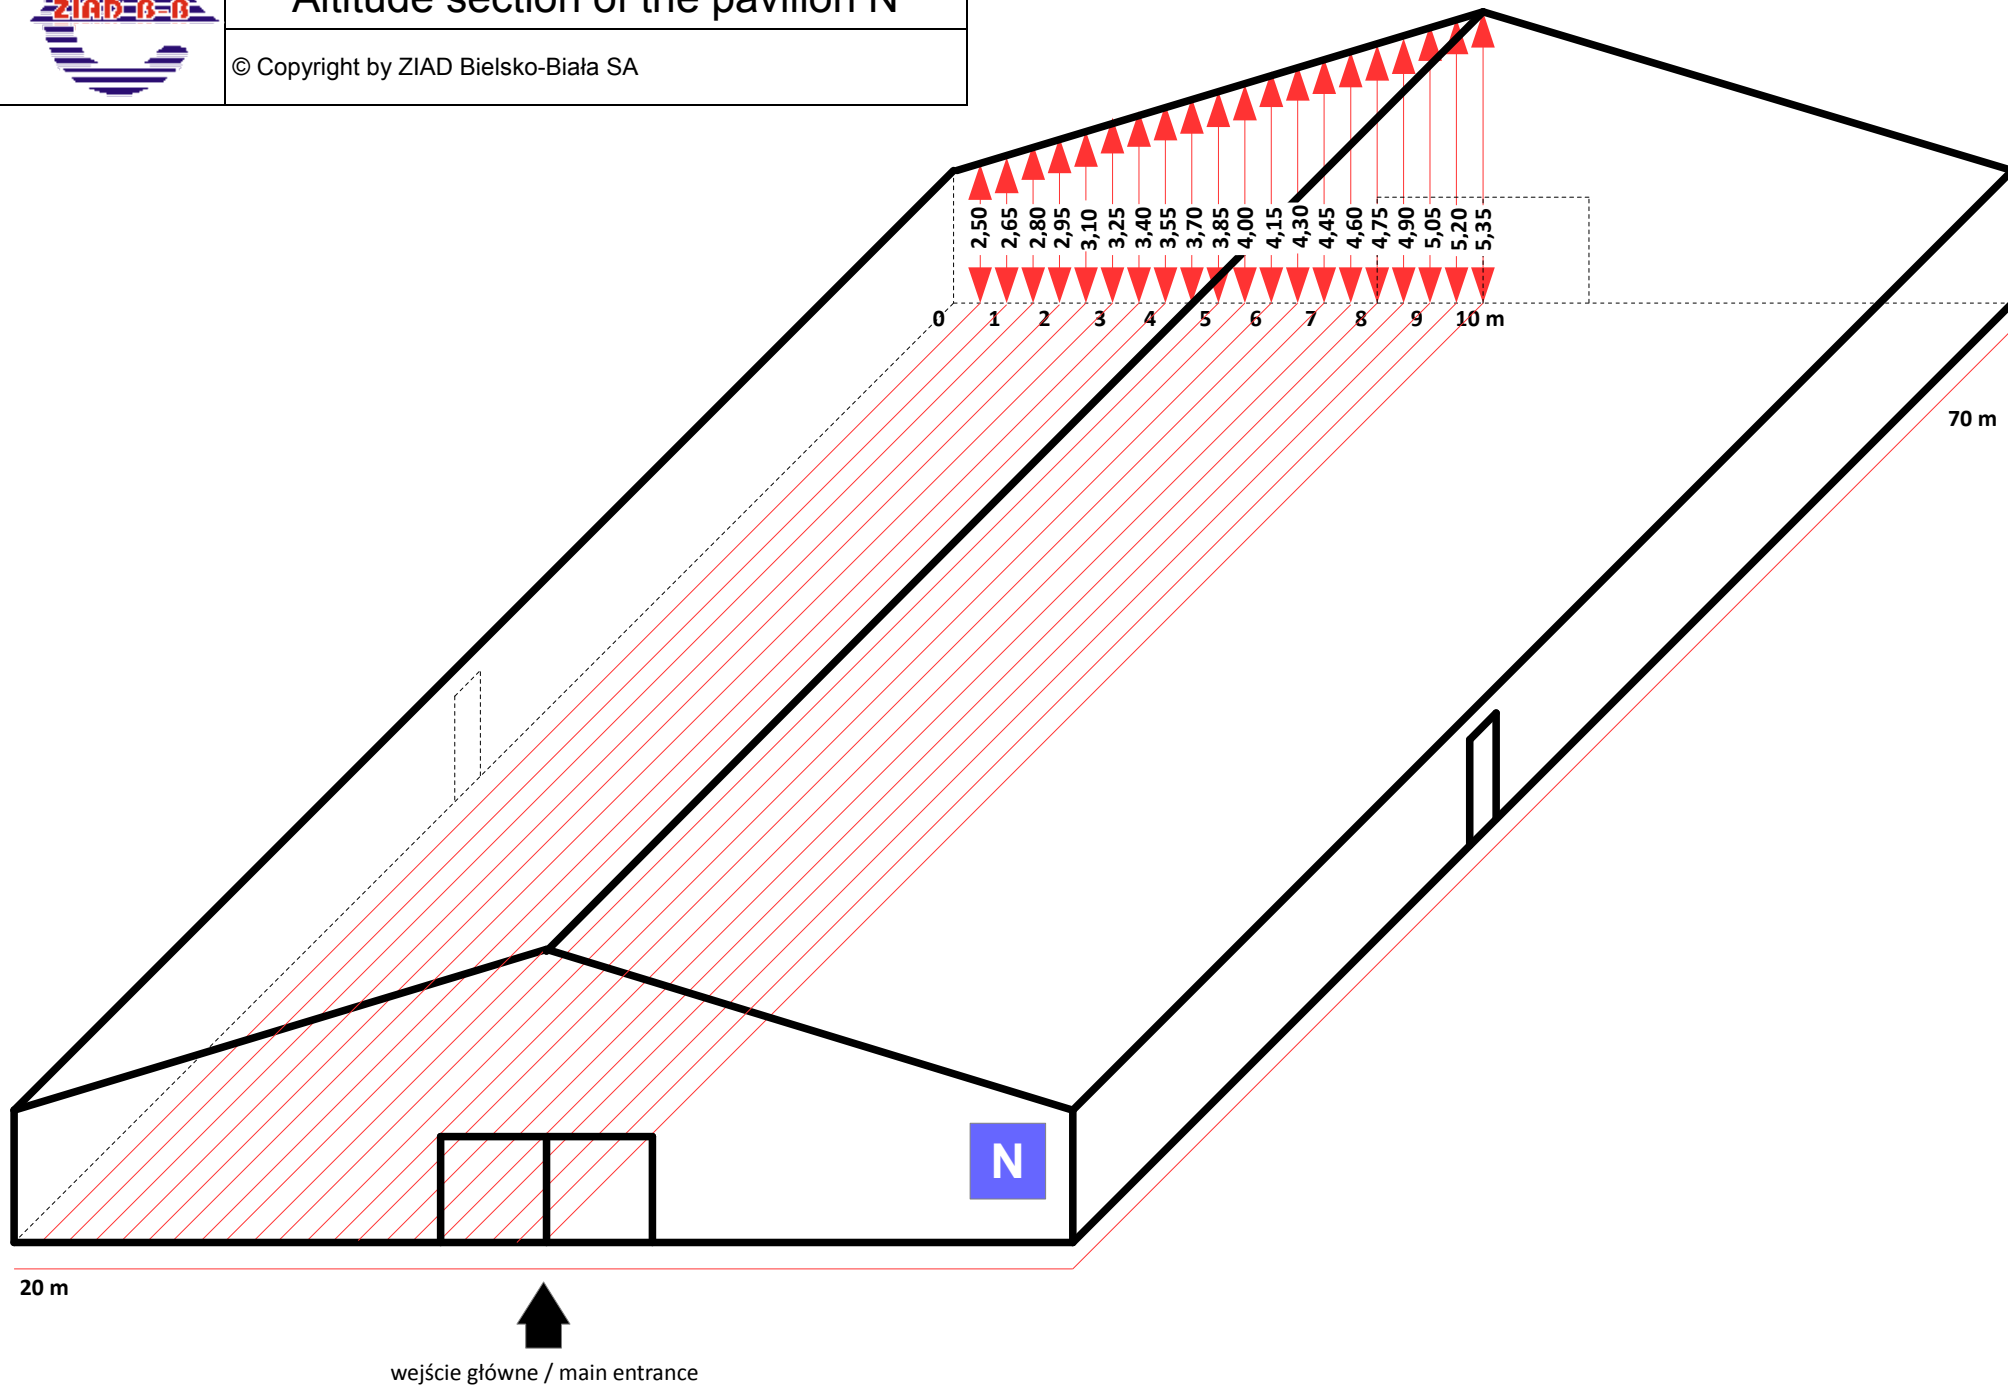 ZIAD B-B
Altitude section of the pavilion N
© Copyright by ZIAD Bielsko-Biała SA
2,50
2,65
2,80
2,95
3,10
3,25
3,40
3,55
3,70
3,85
4,00
4,15
4,30
4,45
4,60
4,75
4,90
5,05
5,20
5,35
0 1 2 3 4 5 6 7 8 9 10 m
70 m
N
20 m
wejście główne / main entrance